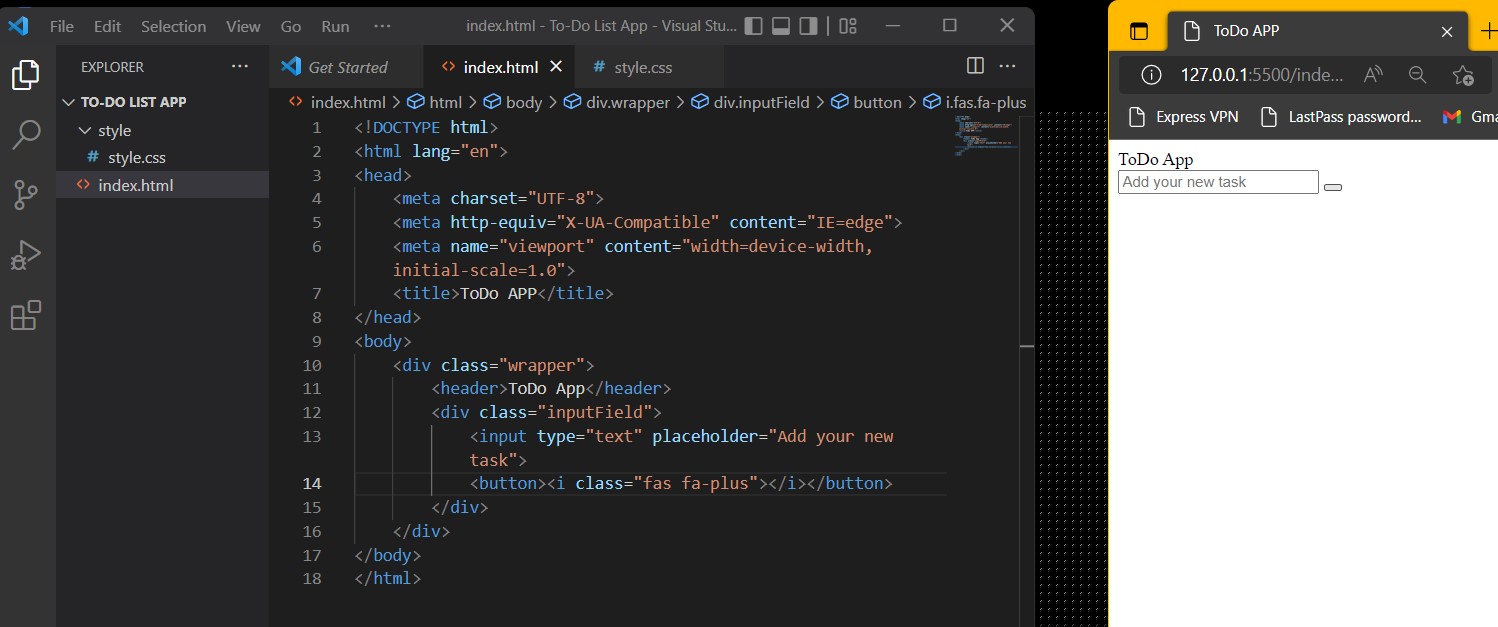 File Edit Selection View Go Run ··· index.html - To-Do List App - Visual Stu...
EXPLORER ···
TO-DO LIST APP
style
# style.css
<> index.html
Get Started <> index.html # style.css ···
<> index.html > html > body > div.wrapper > div.inputField > button > i.fas.fa-plus
1 <!DOCTYPE html>
2 <html lang="en">
3 <head>
4 <meta charset="UTF-8">
5 <meta http-equiv="X-UA-Compatible" content="IE=edge">
6 <meta name="viewport" content="width=device-width,
initial-scale=1.0">
7 <title>ToDo APP</title>
8 </head>
9 <body>
10 <div class="wrapper">
11 <header>ToDo App</header>
12 <div class="inputField">
13 <input type="text" placeholder="Add your new
task">
14 <button><i class="fas fa-plus"></i></button>
15 </div>
16 </div>
17 </body>
18 </html>
ToDo APP
127.0.0.1:5500/inde...
Express VPN LastPass password... Gma
ToDo App
Add your new task